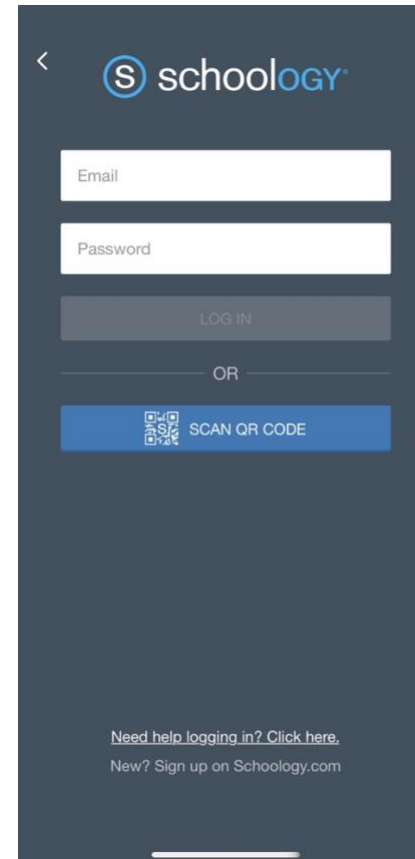 S schoology®
Email
Password
LOG IN
OR
S SCAN QR CODE
Need help logging in? Click here.
New? Sign up on Schoology.com